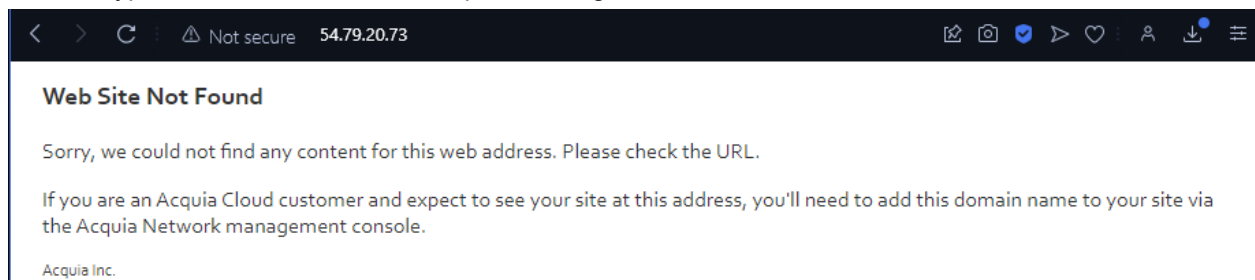 Not secure 54.79.20.73
Web Site Not Found
Sorry, we could not find any content for this web address. Please check the URL.
If you are an Acquia Cloud customer and expect to see your site at this address, you'll need to add this domain name to your site via
the Acquia Network management console.
Acquia Inc.